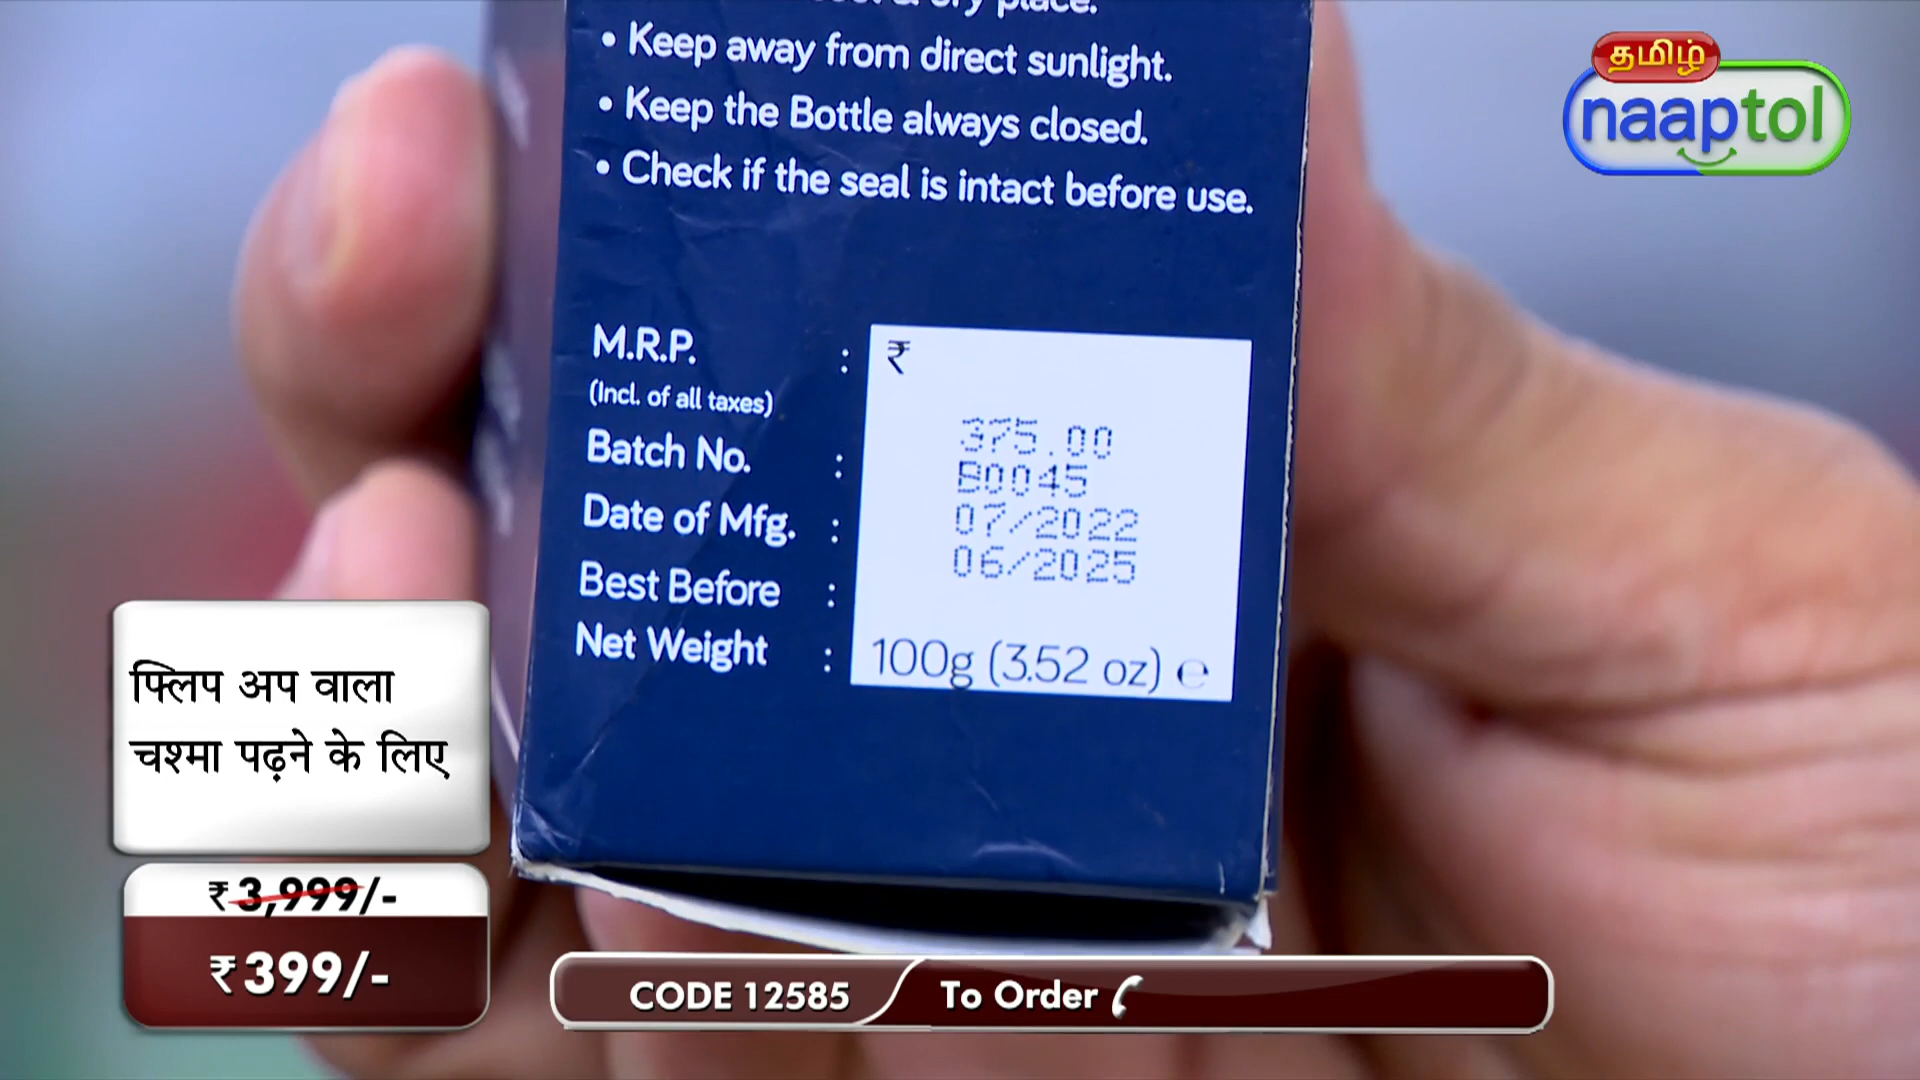 dry place.
• Keep away from direct sunlight.
• Keep the Bottle always closed.
• Check if the seal is intact before use.
M.R.P. : ₹
(Incl. of all taxes)
375.00
Batch No. : B0045
Date of Mfg. : 07/2022
Best Before : 06/2025
Net Weight : 100g (3.52 oz) ℮
தமிழ்
naaptol
फ्लिप अप वाला
चश्मा पढ़ने के लिए
₹ 3,999/-
₹ 399/-
CODE 12585 To Order